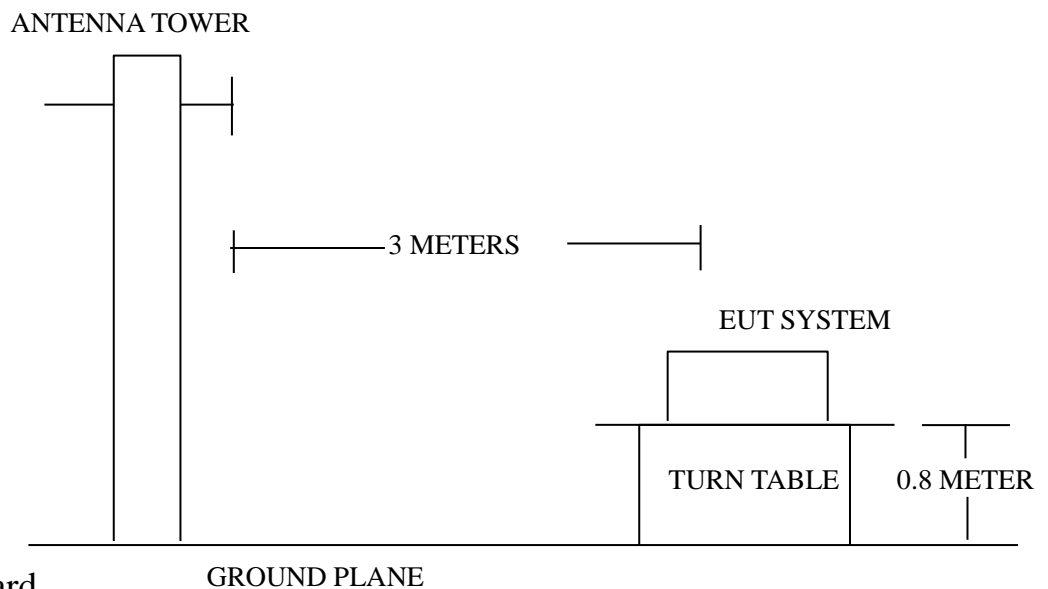 ANTENNA TOWER
3 METERS
EUT SYSTEM
TURN TABLE
0.8 METER
GROUND PLANE